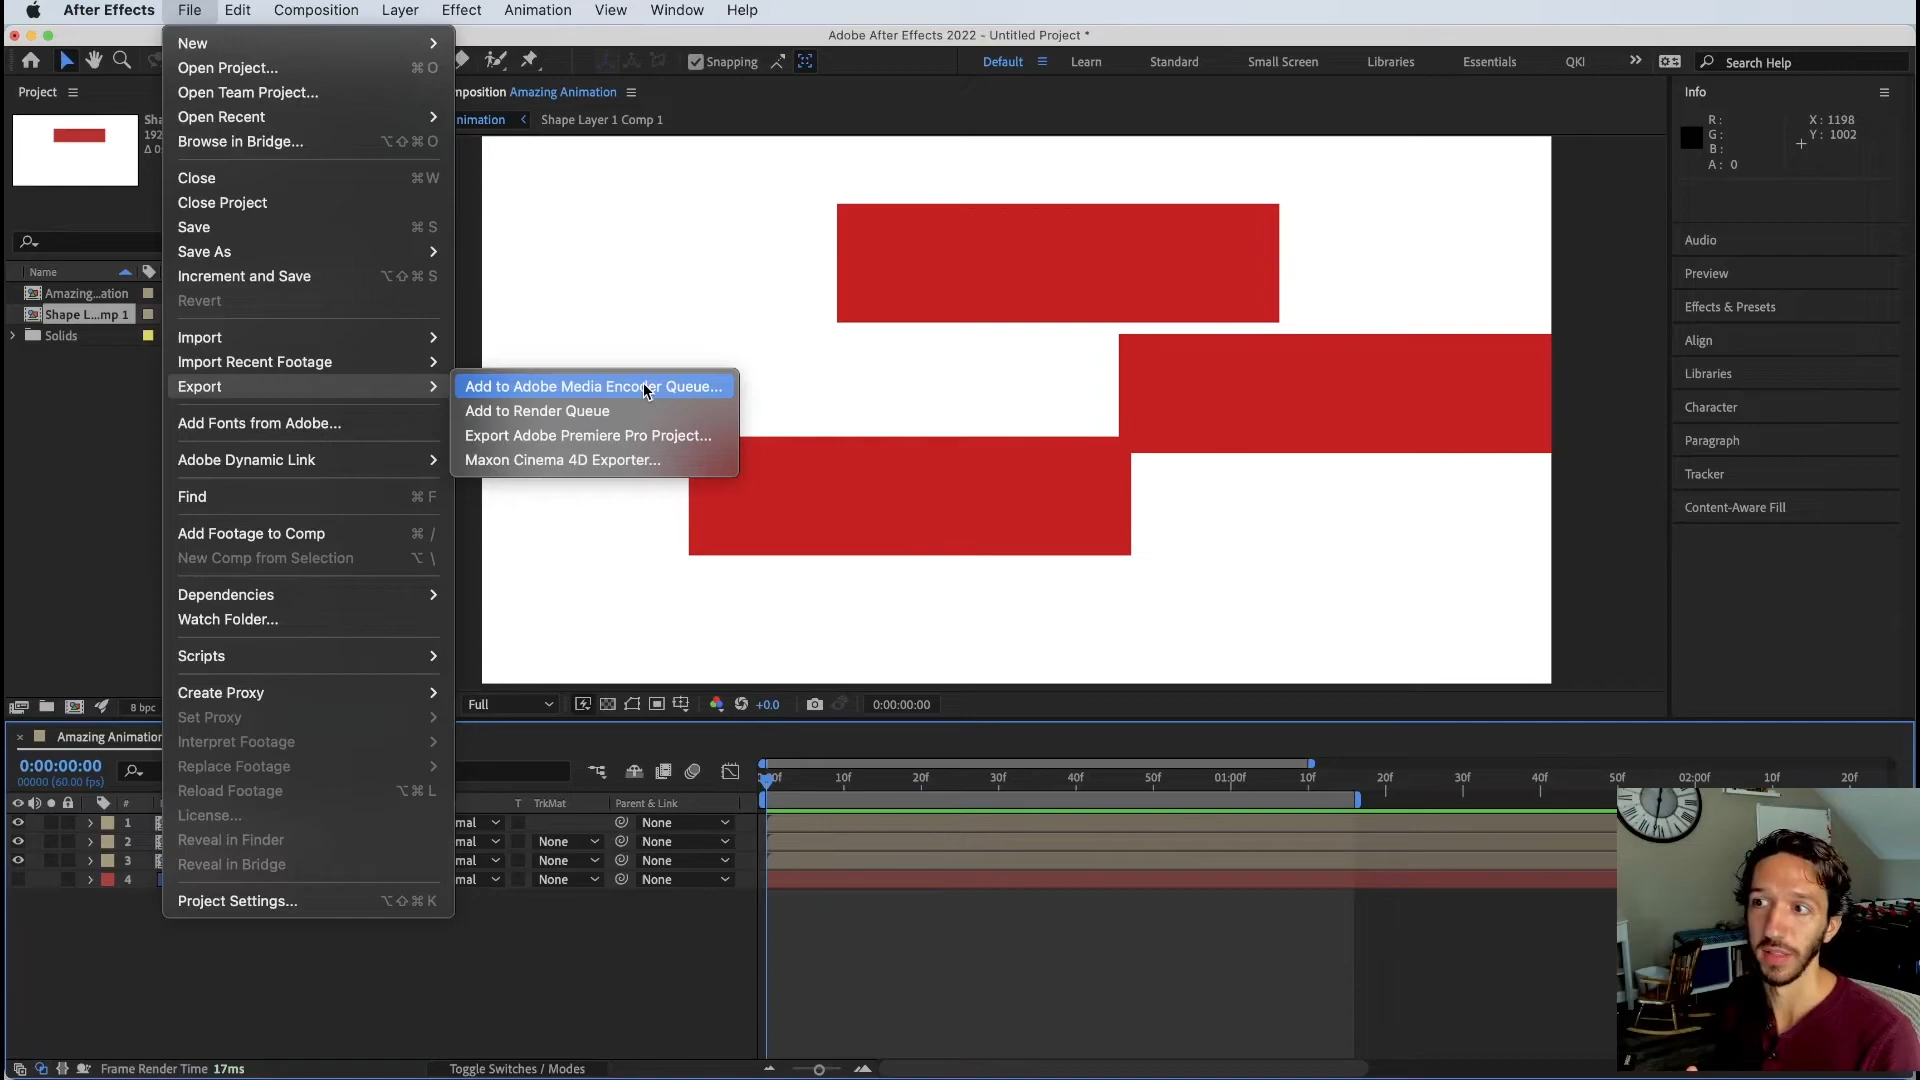 After Effects File Edit Composition Layer Effect Animation View Window Help
Adobe After Effects 2022 - Untitled Project *
Snapping
Default Learn Standard Small Screen Libraries Essentials QKI
Search Help
Project
Sha
192
Δ 0:
Name
Amazing...ation
Shape L...mp 1
Solids
8 bpc
New
Open Project... ⌘ O
Open Team Project...
Open Recent
Browse in Bridge... ⌥⇧⌘ O
Close ⌘W
Close Project
Save ⌘ S
Save As
Increment and Save ⌥⇧⌘ S
Revert
Import
Import Recent Footage
Export
Add Fonts from Adobe...
Adobe Dynamic Link
Find ⌘ F
Add Footage to Comp ⌘ /
New Comp from Selection ⌥ \
Dependencies
Watch Folder...
Scripts
Create Proxy
Set Proxy
Interpret Footage
Replace Footage
Reload Footage ⌥⌘ L
License...
Reveal in Finder
Reveal in Bridge
Project Settings... ⌥⇧⌘ K
Add to Adobe Media Encoder Queue...
Add to Render Queue
Export Adobe Premiere Pro Project...
Maxon Cinema 4D Exporter...
mposition Amazing Animation
nimation Shape Layer 1 Comp 1
Full +0.0 0:00:00:00
Info
R:
G:
B:
A: 0
X: 1198
Y: 1002
Audio
Preview
Effects & Presets
Align
Libraries
Character
Paragraph
Tracker
Content-Aware Fill
Amazing Animation
0:00:00:00
00000 (60.00 fps)
# T TrkMat Parent & Link
:00f 10f 20f 30f 40f 50f 01:00f 10f 20f 30f 40f 50f 02:00f 10f 20f
1 mal None
2 mal None None
3 mal None None
4 mal None None
Frame Render Time 17ms
Toggle Switches / Modes